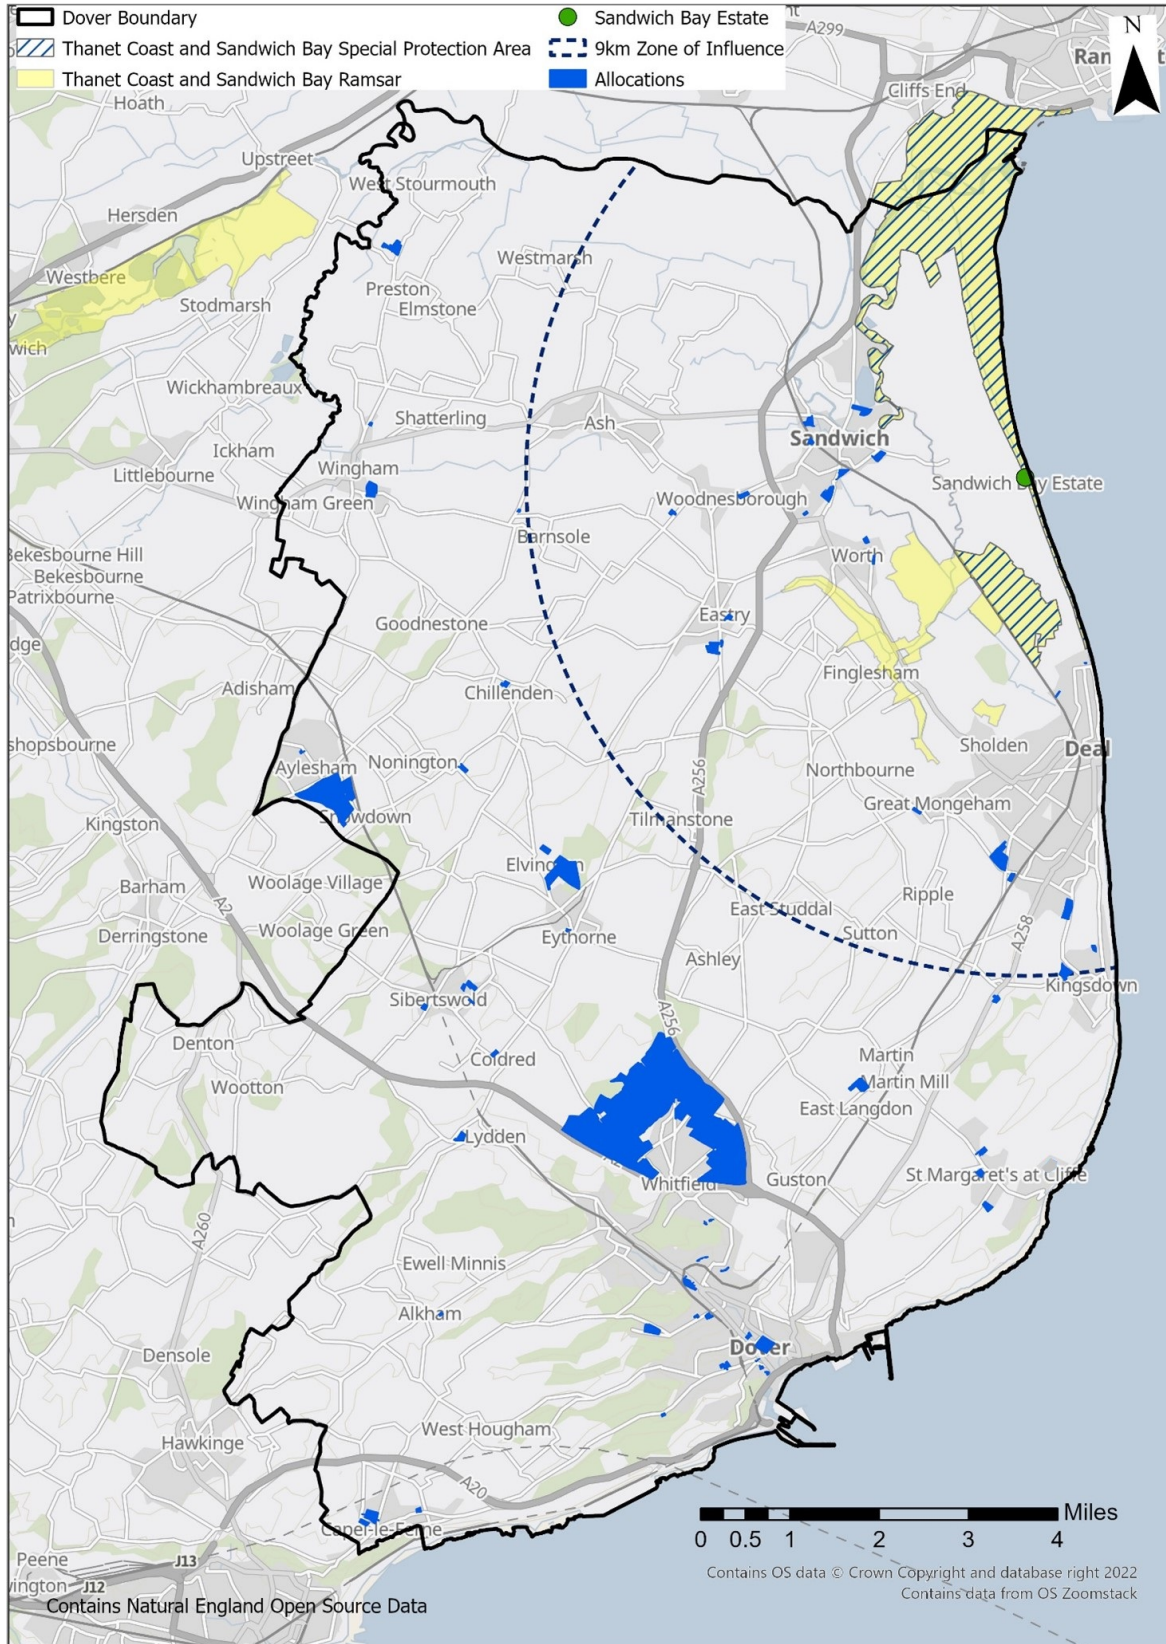 Dover Boundary
Sandwich Bay Estate
Thanet Coast and Sandwich Bay Special Protection Area
9km Zone of Influence
Thanet Coast and Sandwich Bay Ramsar
Allocations
A299
N
Cliffs End
Hoath
Upstreet
West Stourmouth
Hersden
Westmarsh
Westbere
Preston
Stodmarsh
Elmstone
Wickhambreaux
Shatterling
Ash
Sandwich
Ickham
Littlebourne
Wingham
Sandwich Bay Estate
Wingham Green
Woodnesborough
Barnsole
Bekesbourne Hill
Worth
Bekesbourne
Patrixbourne
Goodnestone
Eastry
Finglesham
Adisham
Chillenden
Sholden
Deal
Aylesham
Nonington
Northbourne
A256
Great Mongeham
Snowdown
Tilmanstone
Kingston
Elvington
Barham
Woolage Village
Ripple
A2
East Studdal
Derringstone
Woolage Green
Eythorne
Sutton
A258
Ashley
Kingsdown
Sibertswold
A256
Denton
Coldred
Martin
Wootton
Martin Mill
East Langdon
Lydden
Whitfield
Guston
St Margaret's at Cliffe
A260
Ewell Minnis
Alkham
Densole
Dover
West Hougham
Hawkinge
A20
Capel-le-Ferne
Miles
0 0.5 1 2 3 4
Peene
J13
J12
Contains OS data © Crown Copyright and database right 2022
Contains data from OS Zoomstack
Contains Natural England Open Source Data